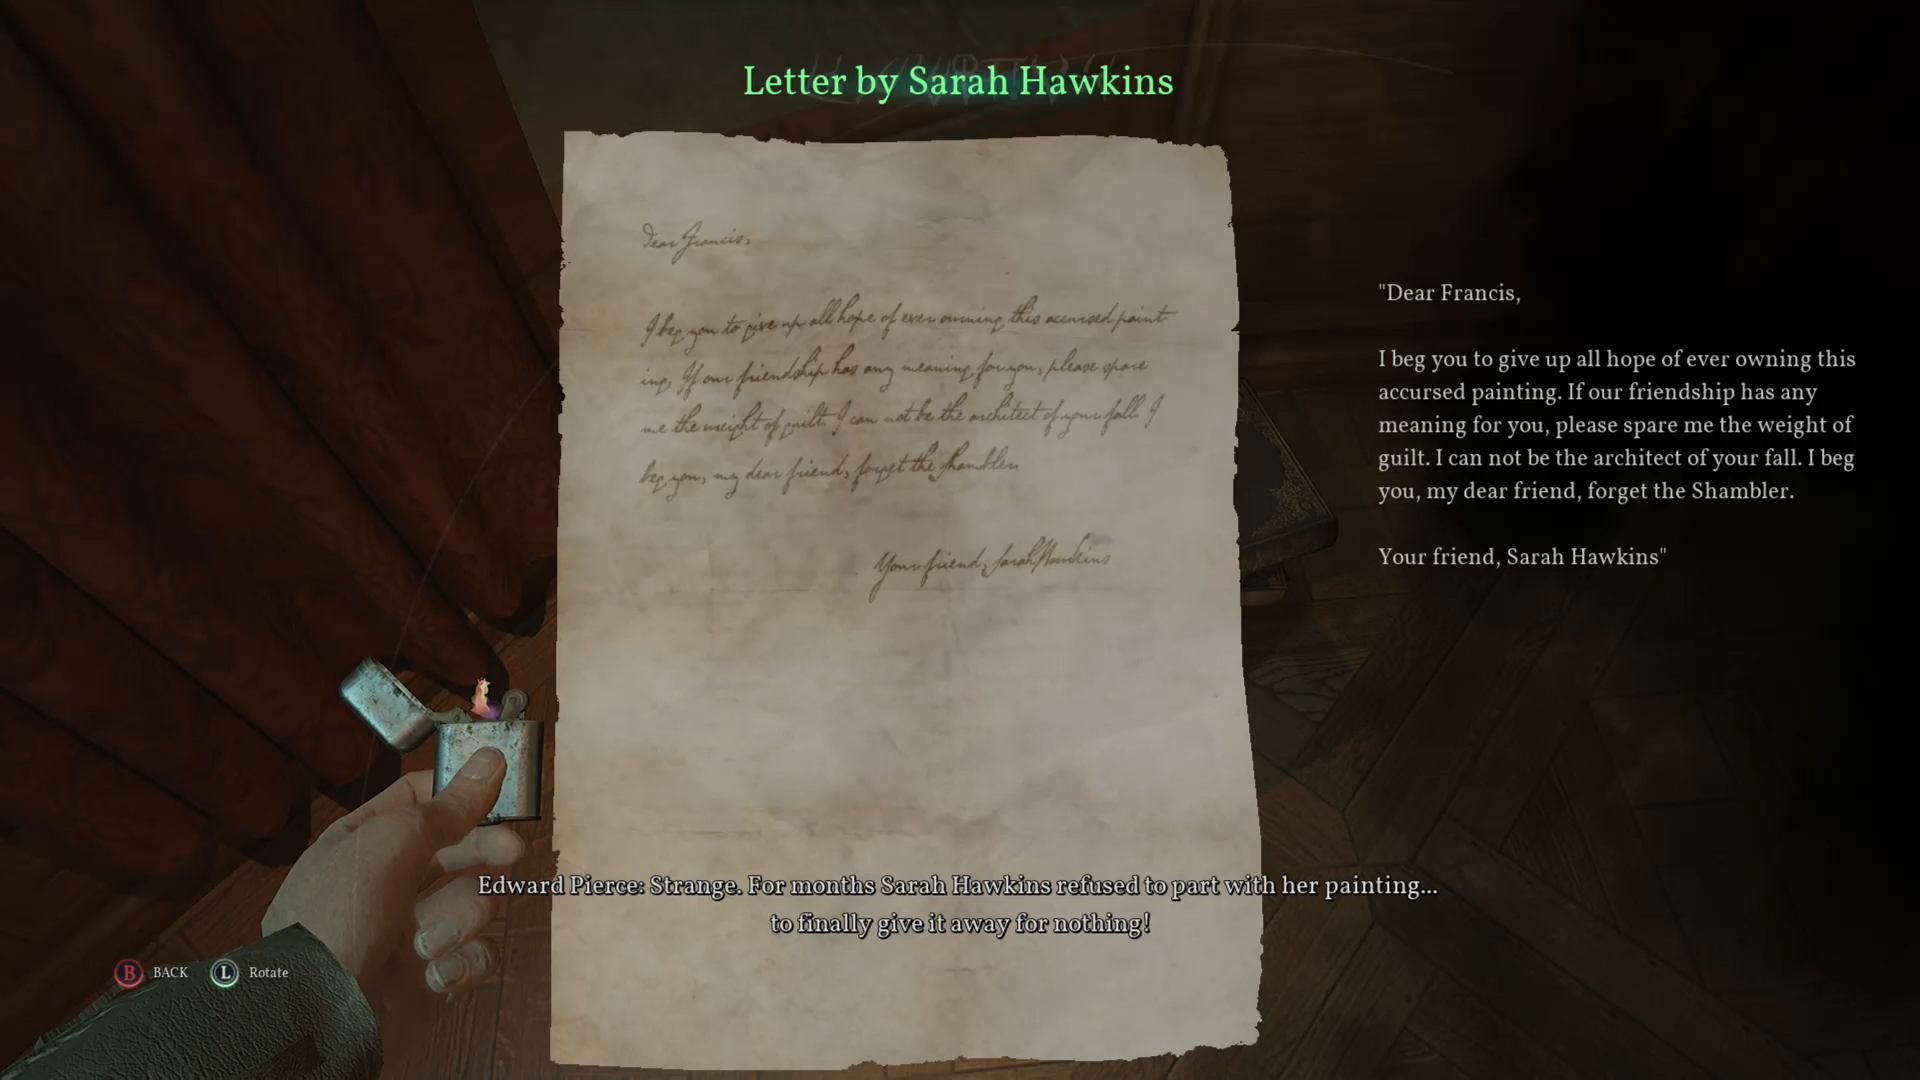 Letter by Sarah Hawkins
Dear Francis,
I beg you to give up all hope of ever owning this accursed paint
ing. If our friendship has any meaning for you, please spare
me the weight of guilt. I can not be the architect of your fall. I
beg you, my dear friend, forget the Shambler.
Your friend, Sarah Hawkins
"Dear Francis,
I beg you to give up all hope of ever owning this
accursed painting. If our friendship has any
meaning for you, please spare me the weight of
guilt. I can not be the architect of your fall. I beg
you, my dear friend, forget the Shambler.
Your friend, Sarah Hawkins"
Edward Pierce: Strange. For months Sarah Hawkins refused to part with her painting...
to finally give it away for nothing!
B BACK L Rotate